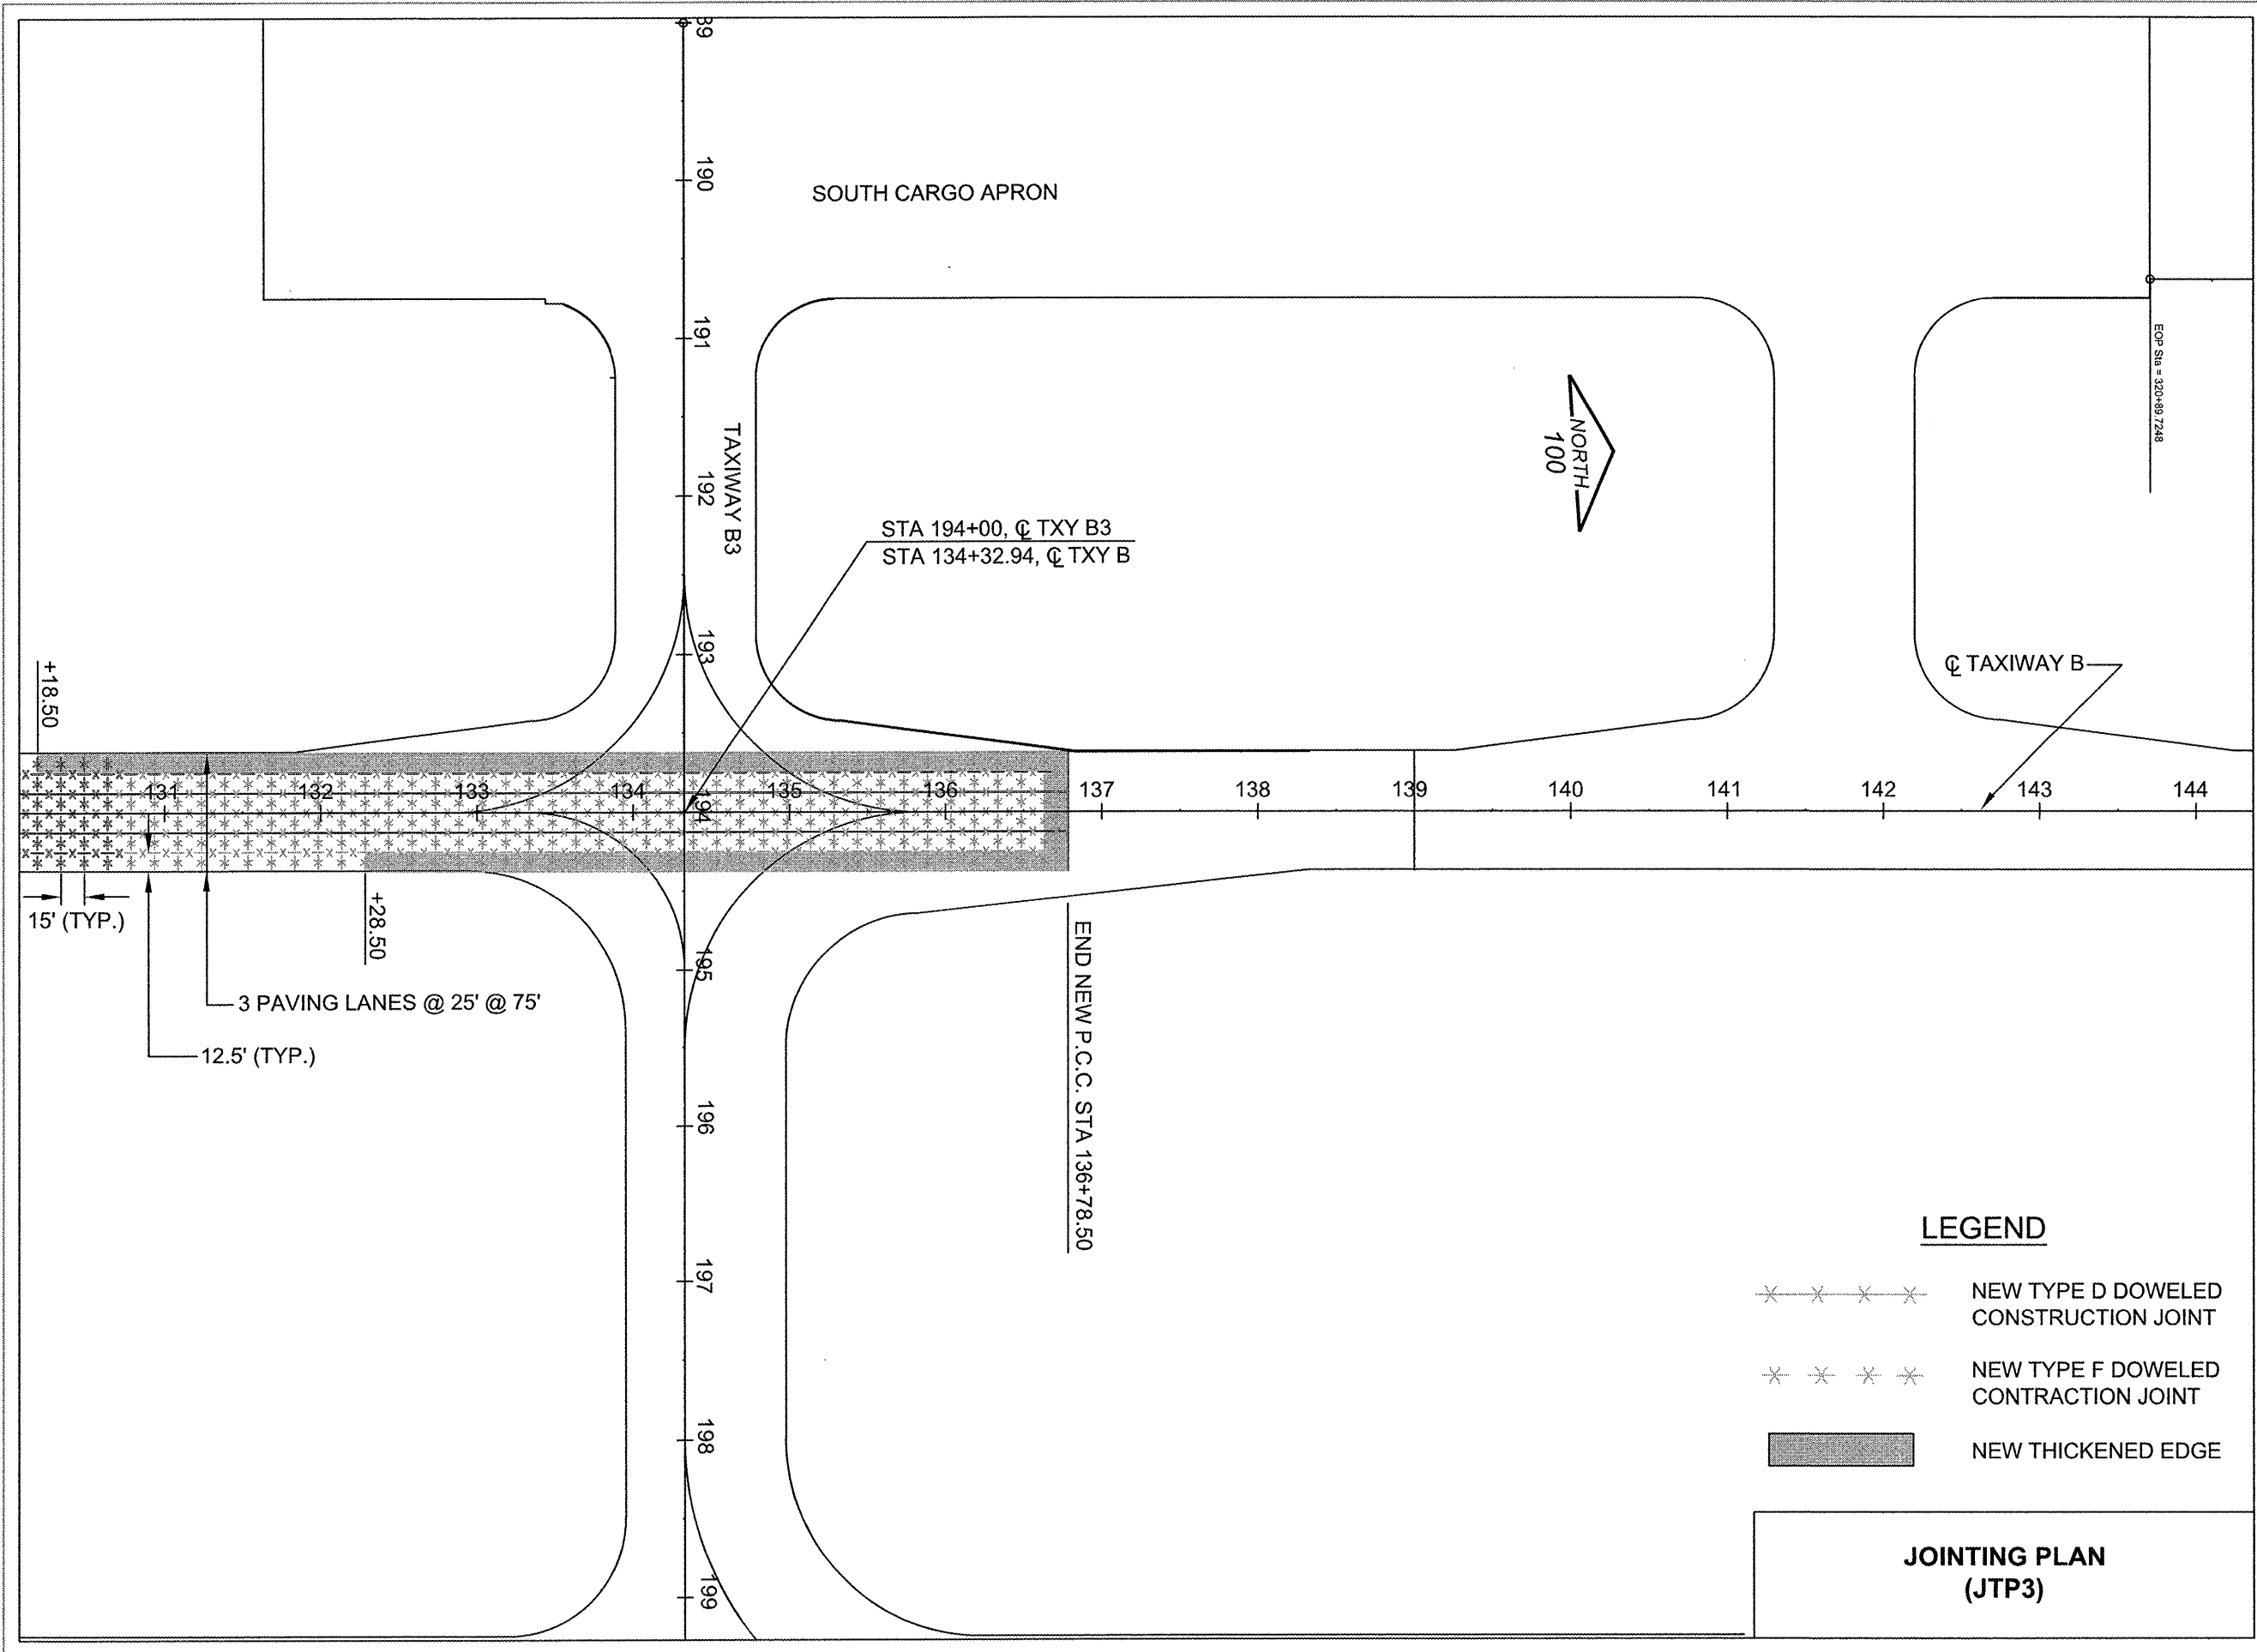 89
190
SOUTH CARGO APRON
191
EOP Sta = 320+89.7248
NORTH
100
TAXIWAY B3
192
STA 194+00, ℄ TXY B3
STA 134+32.94, ℄ TXY B
193
℄ TAXIWAY B
+18.50
131
132
133
134
194
135
136
137
138
139
140
141
142
143
144
15' (TYP.)
+28.50
195
END NEW P.C.C. STA 136+78.50
3 PAVING LANES @ 25' @ 75'
12.5' (TYP.)
196
197
198
199
LEGEND
NEW TYPE D DOWELED
CONSTRUCTION JOINT
NEW TYPE F DOWELED
CONTRACTION JOINT
NEW THICKENED EDGE
JOINTING PLAN
(JTP3)